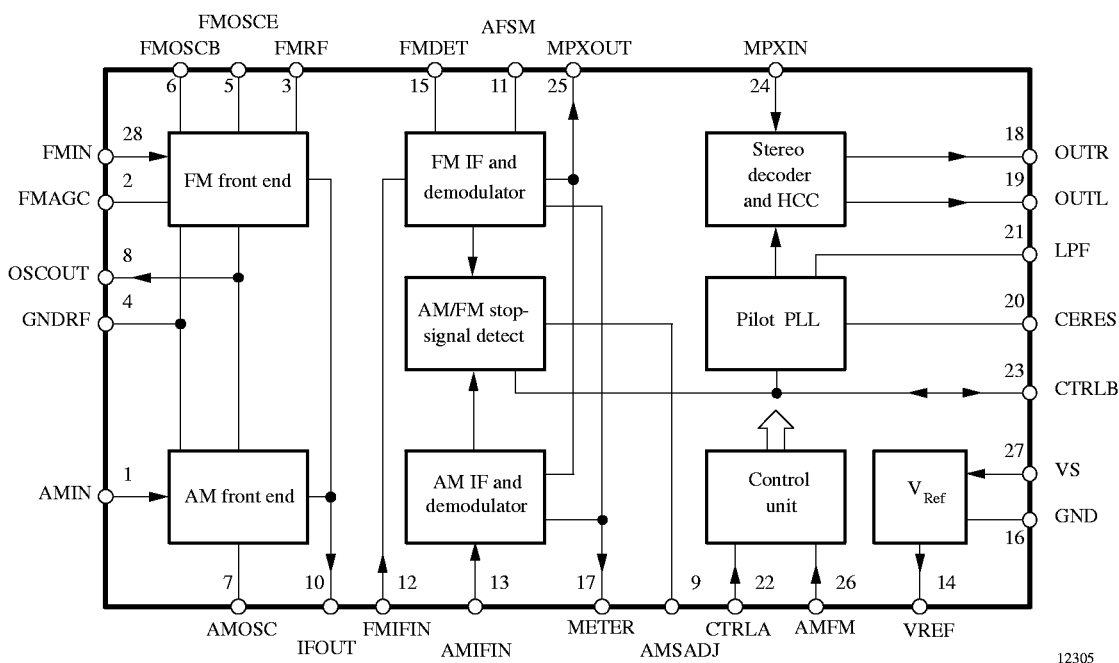 FMOSCE
AFSM
FMOSCB
FMRF
FMDET
MPXOUT
MPXIN
6
5
3
15
11
25
24
28
18
FMIN
FM front end
FM IF and
demodulator
Stereo
decoder
and HCC
OUTR
2
19
FMAGC
OUTL
21
LPF
8
OSCOUT
AM/FM stop-
signal detect
Pilot PLL
4
20
GNDRF
CERES
23
CTRLB
1
27
AMIN
AM front end
AM IF and
demodulator
Control
unit
VRef
VS
GND
16
7
10
12
13
17
9
22
26
14
AMOSC
IFOUT
FMIFIN
AMIFIN
METER
AMSADJ
CTRLA
AMFM
VREF
12305